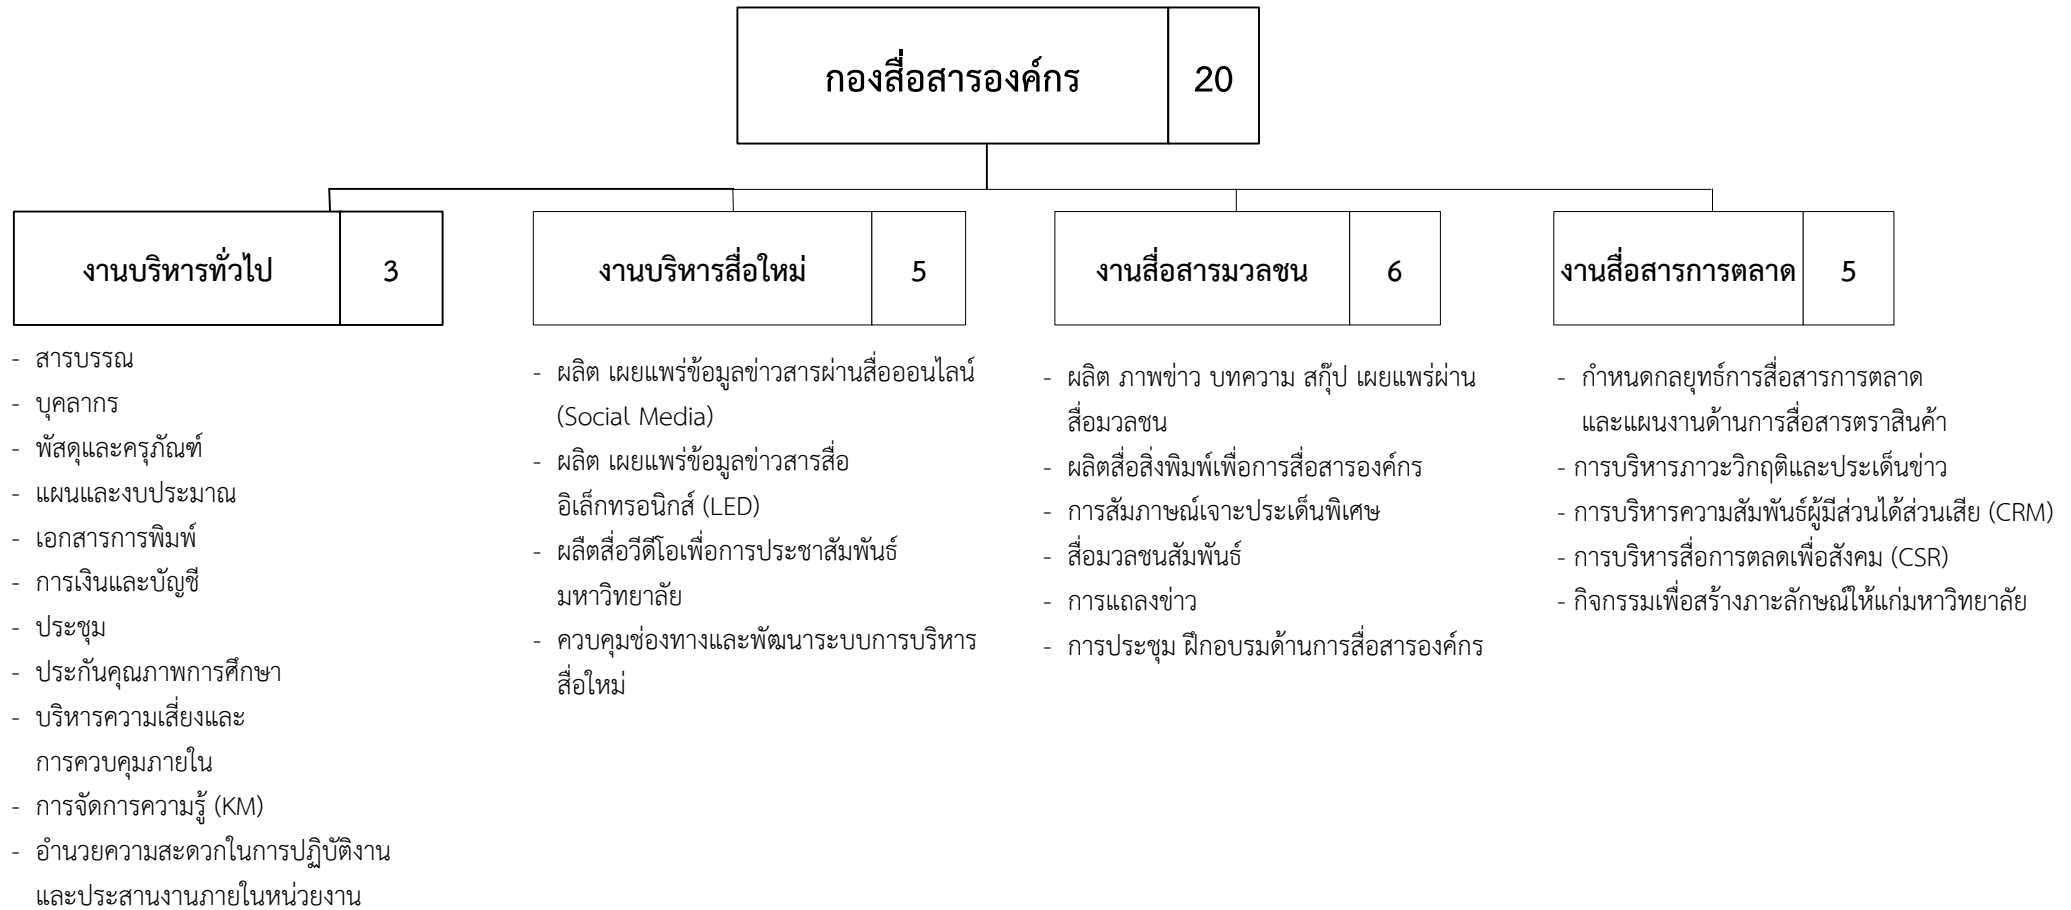 กองสื่อสารองค์กร 20
งานบริหารทั่วไป 3
- สารบรรณ
- บุคลากร
- พัสดุและครุภัณฑ์
- แผนและงบประมาณ
- เอกสารการพิมพ์
- การเงินและบัญชี
- ประชุม
- ประกันคุณภาพการศึกษา
- บริหารความเสี่ยงและ
การควบคุมภายใน
- การจัดการความรู้ (KM)
- อำนวยความสะดวกในการปฏิบัติงาน
และประสานงานภายในหน่วยงาน
งานบริหารสื่อใหม่ 5
- ผลิต เผยแพร่ข้อมูลข่าวสารผ่านสื่อออนไลน์
(Social Media)
- ผลิต เผยแพร่ข้อมูลข่าวสารสื่อ
อิเล็กทรอนิกส์ (LED)
- ผลืตสื่อวีดีโอเพื่อการประชาสัมพันธ์
มหาวิทยาลัย
- ควบคุมช่องทางและพัฒนาระบบการบริหาร
สื่อใหม่
งานสื่อสารมวลชน 6
- ผลิต ภาพข่าว บทความ สกุ๊ป เผยแพร่ผ่าน
สื่อมวลชน
- ผลิตสื่อสิ่งพิมพ์เพื่อการสื่อสารองค์กร
- การสัมภาษณ์เจาะประเด็นพิเศษ
- สื่อมวลชนสัมพันธ์
- การแถลงข่าว
- การประชุม ฝึกอบรมด้านการสื่อสารองค์กร
งานสื่อสารการตลาด 5
- กำหนดกลยุทธ์การสื่อสารการตลาด
และแผนงานด้านการสื่อสารตราสินค้า
- การบริหารภาวะวิกฤติและประเด็นข่าว
- การบริหารความสัมพันธ์ผู้มีส่วนได้ส่วนเสีย (CRM)
- การบริหารสื่อการตลดเพื่อสังคม (CSR)
- กิจกรรมเพื่อสร้างภาะลักษณ์ให้แก่มหาวิทยาลัย